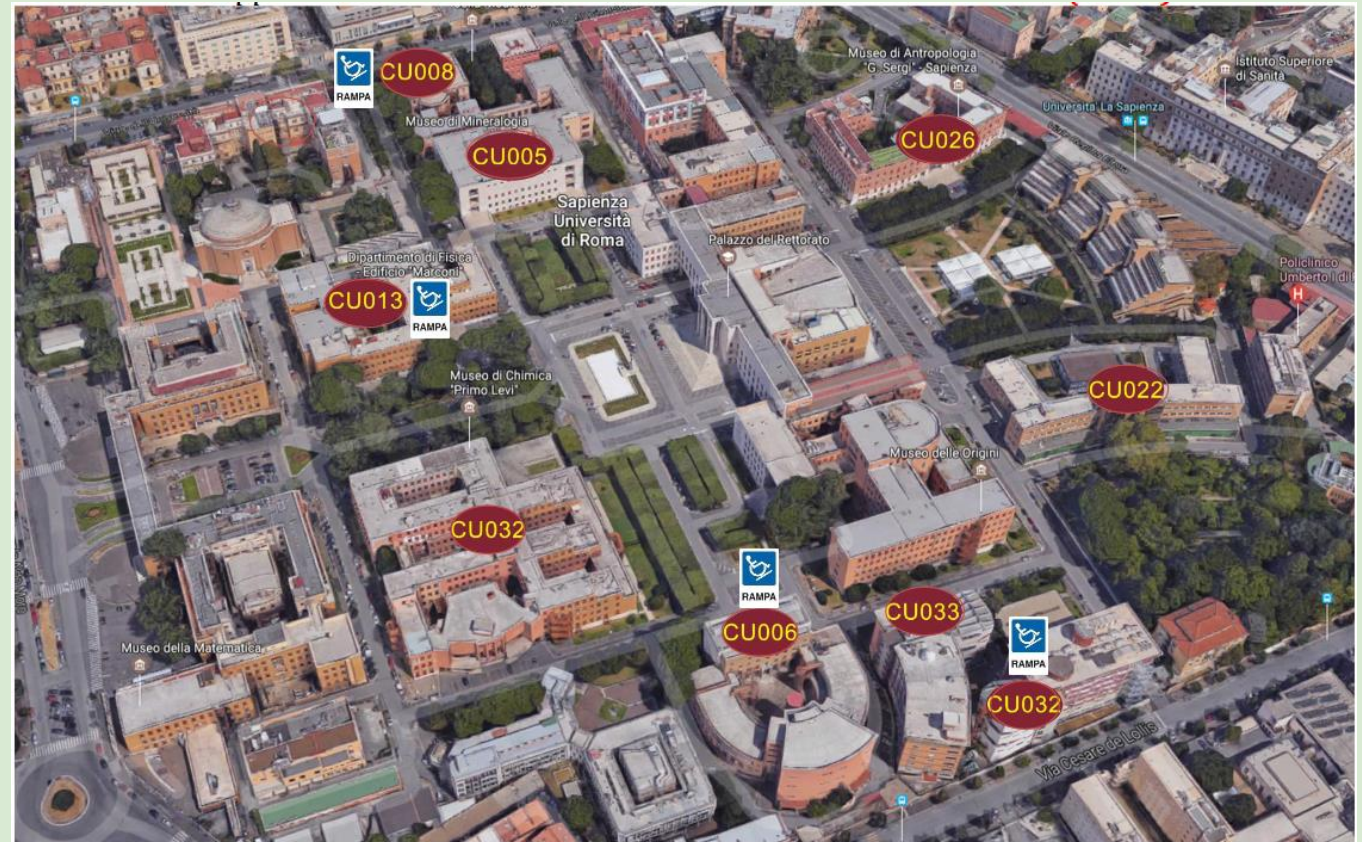 CU008
RAMPA
Museo di Antropologia
"G. Sergi" - Sapienza
Istituto Superiore
di Sanità
Università La Sapienza
Museo di Mineralogia
CU005
CU026
Sapienza
Università
di Roma
Palazzo del Rettorato
Dipartimento di Fisica
- Edificio "Marconi"
CU013
RAMPA
Policlinico
Umberto I di
H
Museo di Chimica
"Primo Levi"
CU022
Museo delle Origini
CU032
RAMPA
CU006
CU033
RAMPA
CU032
Museo della Matematica
Via Cesare de Lollis